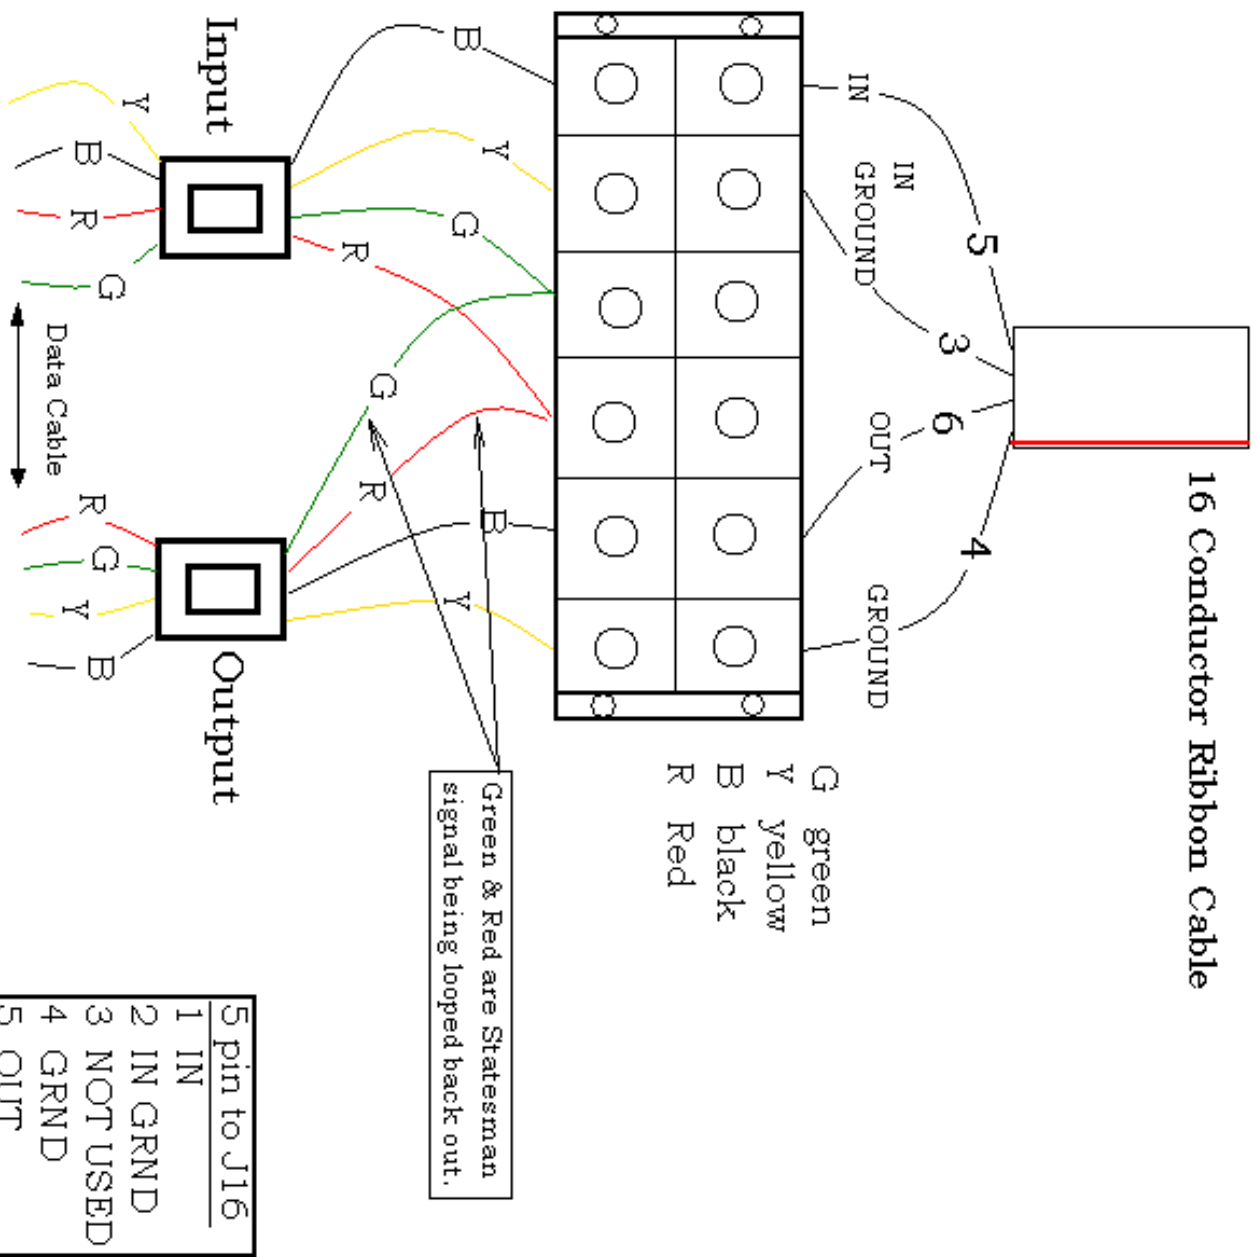 16 Conductor Ribbon Cable
5
3
6
4
IN
IN
GROUND
OUT
GROUND
G green
Y yellow
B black
R Red
B
Y
G
R
G
R
B
Y
Green & Red are Statesman
signal being looped back out.
Input
Output
Y
B
R
G
R
G
Y
B
Data Cable
5 pin to J16
1 IN
2 IN GRND
3 NOT USED
4 GRND
5 OUT